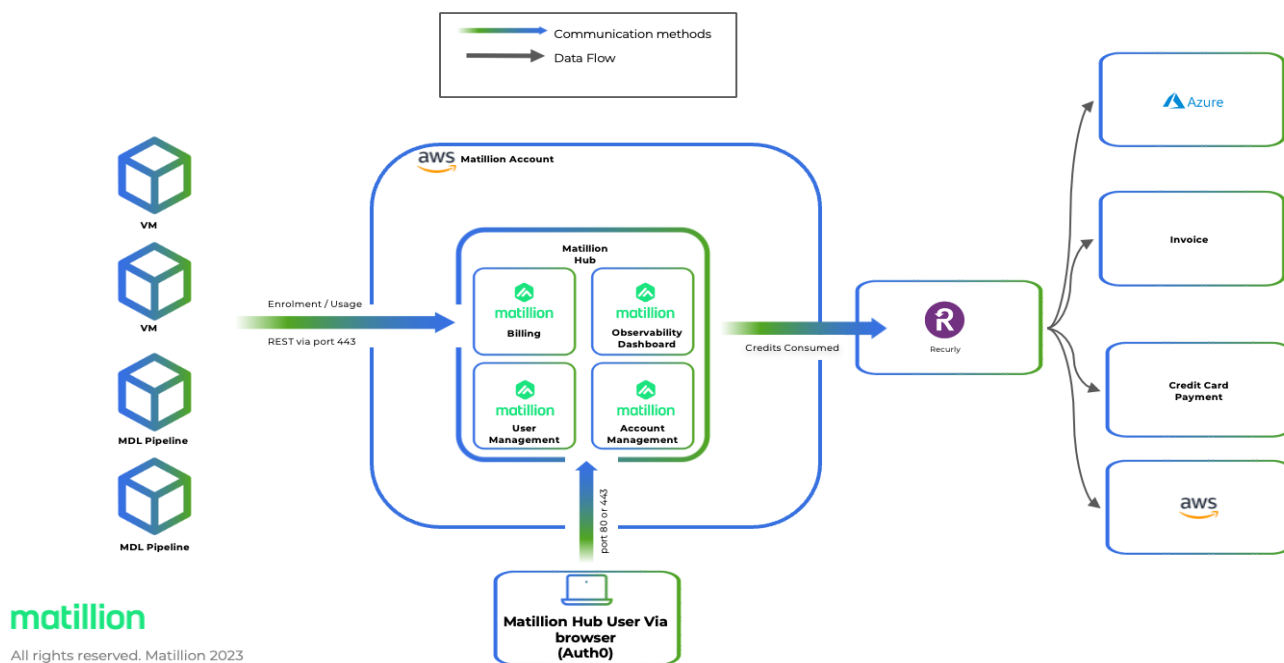 Communication methods
Data Flow
Azure
aws Matillion Account
VM
Matillion
Hub
Invoice
VM
Enrolment / Usage
REST via port 443
matillion
Billing
matillion
Observability
Dashboard
Credits Consumed
R
Recurly
matillion
User
Management
matillion
Account
Management
Credit Card
Payment
MDL Pipeline
MDL Pipeline
port 80 or 443
aws
Matillion Hub User Via
browser
(Auth0)
matillion
All rights reserved. Matillion 2023